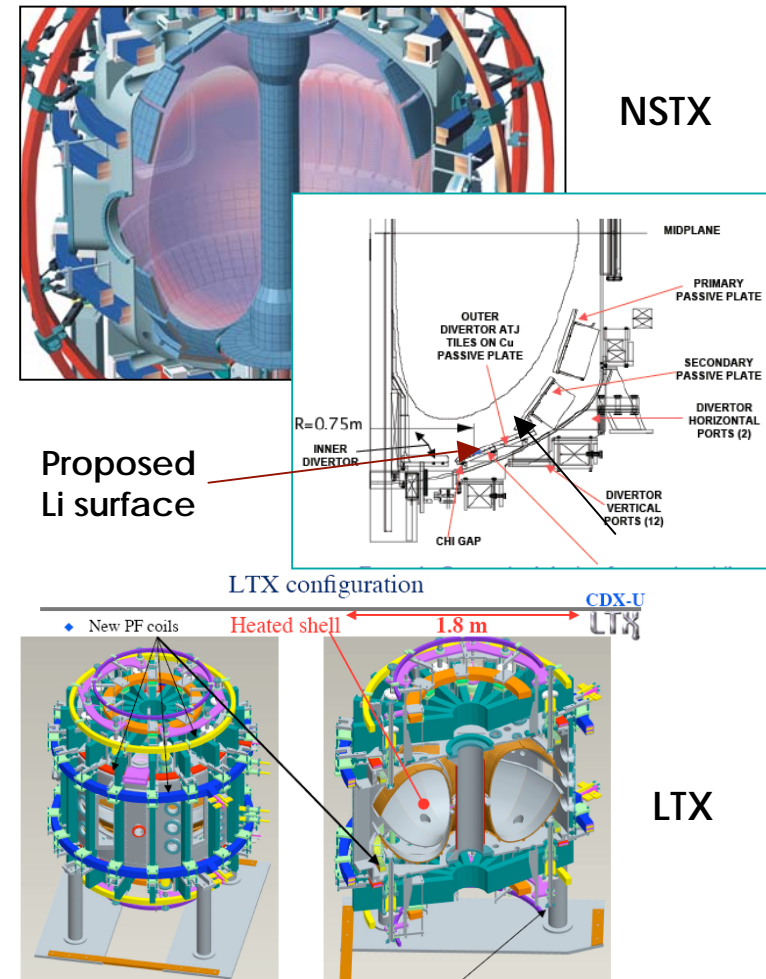 NSTX
MIDPLANE
PRIMARY
PASSIVE PLATE
OUTER
DIVERTOR ATJ
TILES ON Cu
PASSIVE PLATE
SECONDARY
PASSIVE PLATE
R=0.75m
DIVERTOR
HORIZONTAL
PORTS (2)
INNER
DIVERTOR
Proposed
Li surface
DIVERTOR
VERTICAL
PORTS (12)
CHI GAP
LTX configuration
CDX-U
LTX
◆ New PF coils
Heated shell
1.8 m
LTX